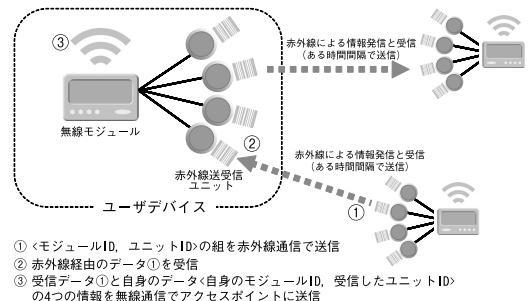 ③
赤外線による情報発信と受信
(ある時間間隔で送信)
無線モジュール
②
赤外線送受信
ユニット
赤外線による情報発信と受信
(ある時間間隔で送信)
ユーザデバイス
①
① <モジュールID, ユニットID>の組を赤外線通信で送信
② 赤外線経由のデータ①を受信
③ 受信データ①と自身のデータ<自身のモジュールID, 受信したユニットID>
の4つの情報を無線通信でアクセスポイントに送信